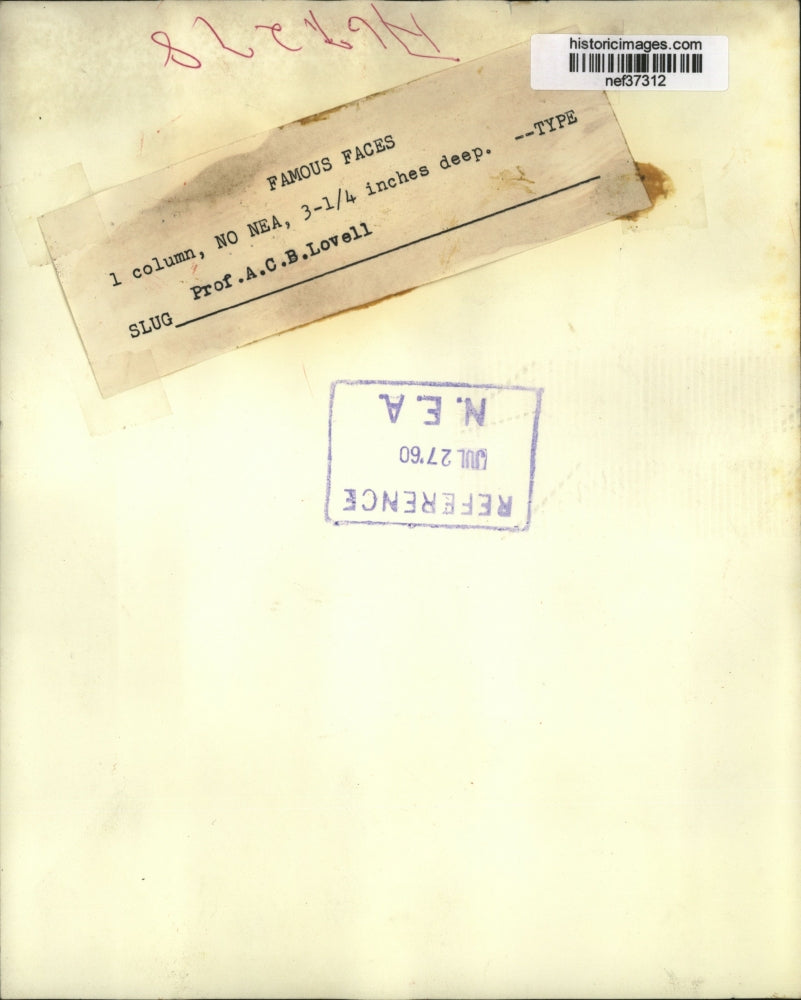 historicimages.com
nef37312
FAMOUS FACES
1 column, NO NEA, 3-1/4 inches deep. --TYPE
SLUG Prof.A.C.B.Lovell
REFERENCE
JUL 27'60
N.E.A.